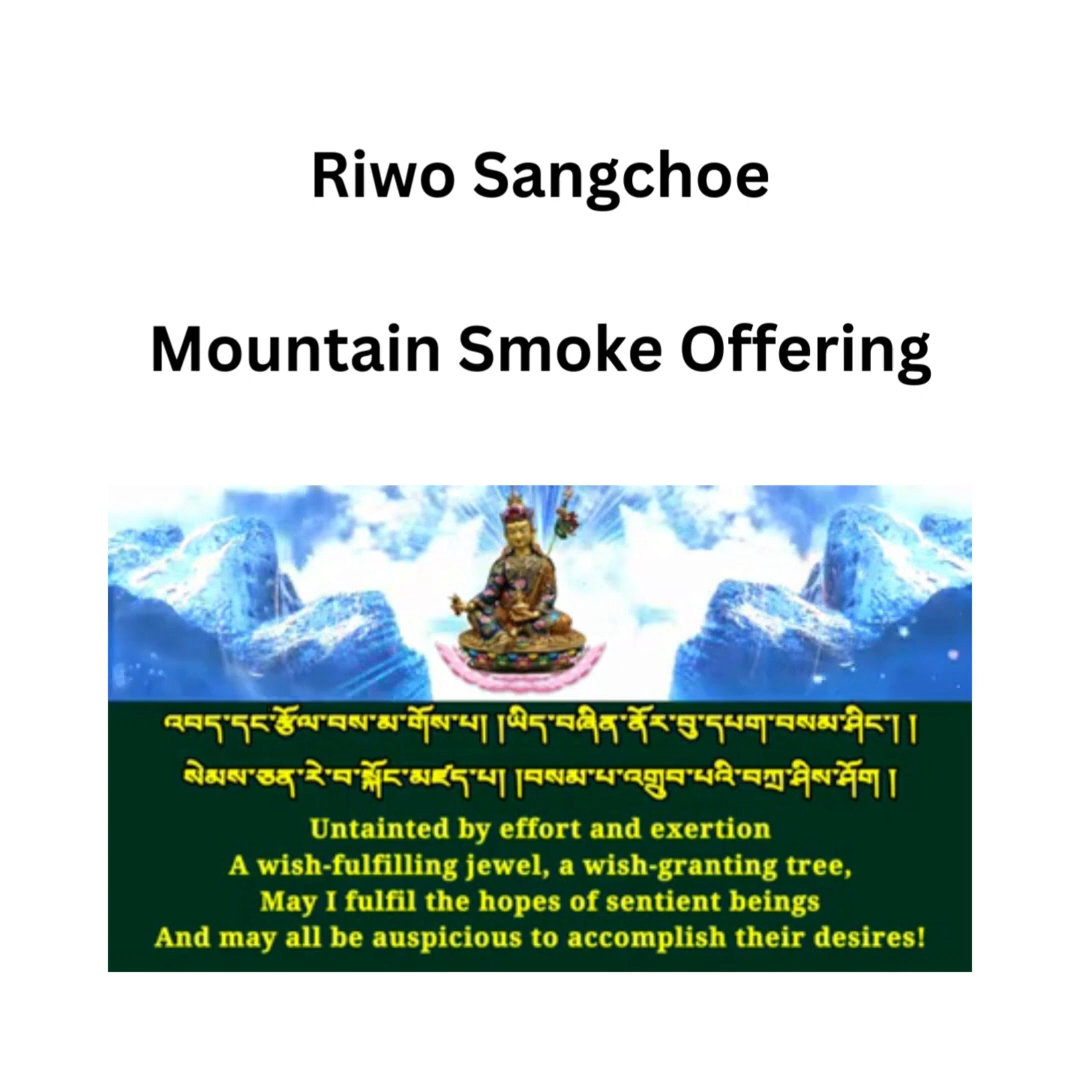 Riwo Sangchoe
Mountain Smoke Offering
འབད་དང་རྩོལ་བས་མ་གོས་པ། །ཡིད་བཞིན་ནོར་བུ་དཔག་བསམ་ཤིང་། །
སེམས་ཅན་རེ་བ་སྐོང་མཛད་པ། །བསམ་པ་འགྲུབ་པའི་བཀྲ་ཤིས་ཤོག །
Untainted by effort and exertion
A wish-fulfilling jewel, a wish-granting tree,
May I fulfil the hopes of sentient beings
And may all be auspicious to accomplish their desires!